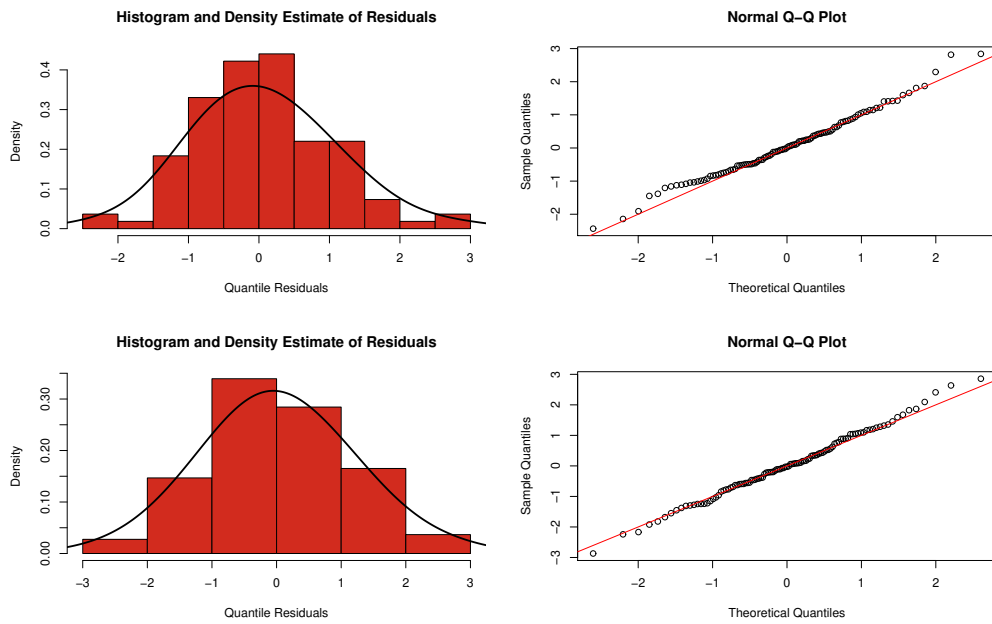 Histogram and Density Estimate of Residuals
Density
0.0 0.1 0.2 0.3 0.4
−2 −1 0 1 2 3
Quantile Residuals
Normal Q−Q Plot
Sample Quantiles
−2 −1 0 1 2 3
−2 −1 0 1 2
Theoretical Quantiles
Histogram and Density Estimate of Residuals
Density
0.00 0.10 0.20 0.30
−3 −2 −1 0 1 2 3
Quantile Residuals
Normal Q−Q Plot
Sample Quantiles
−3 −2 −1 0 1 2 3
−2 −1 0 1 2
Theoretical Quantiles